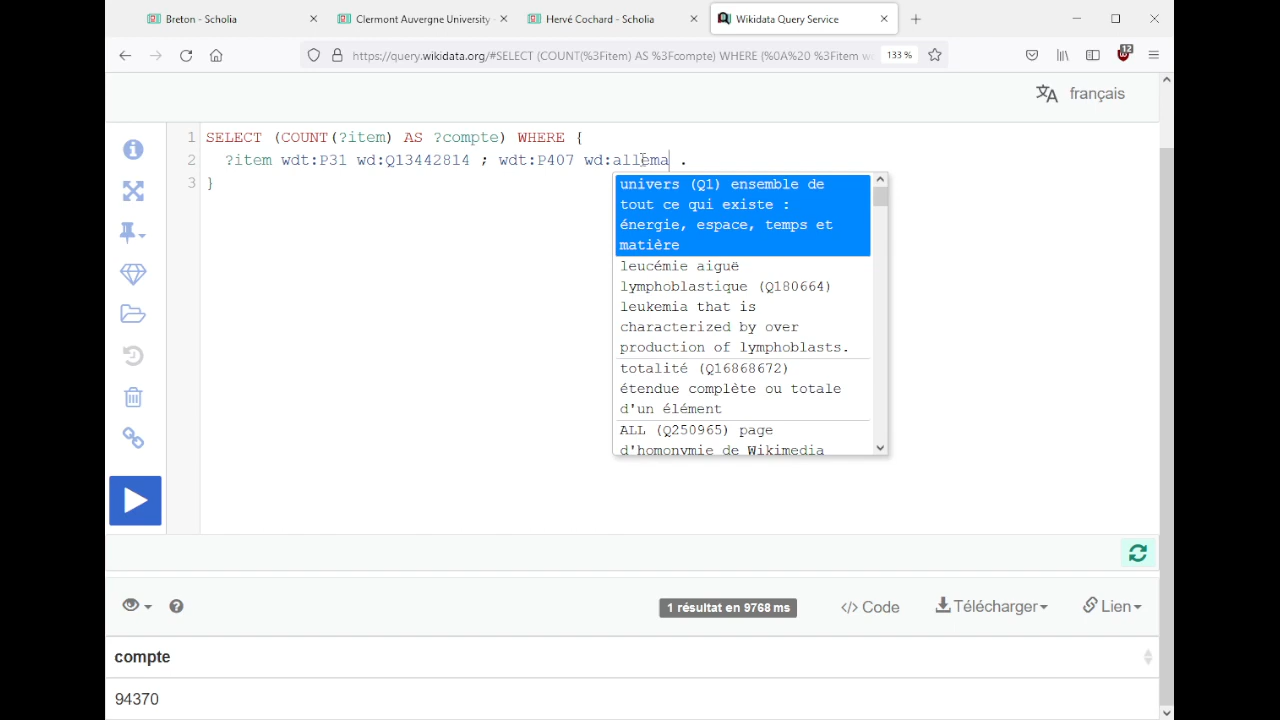 Breton - Scholia
Clermont Auvergne University -
Hervé Cochard - Scholia
Wikidata Query Service
https://query.wikidata.org/#SELECT (COUNT(%3Fitem) AS %3Fcompte) WHERE {%0A%20 %3Fitem wd
133 %
12
français
1 SELECT (COUNT(?item) AS ?compte) WHERE {
2 ?item wdt:P31 wd:Q13442814 ; wdt:P407 wd:allema .
3 }
univers (Q1) ensemble de
tout ce qui existe :
énergie, espace, temps et
matière
leucémie aiguë
lymphoblastique (Q180664)
leukemia that is
characterized by over
production of lymphoblasts.
totalité (Q16868672)
étendue complète ou totale
d'un élément
ALL (Q250965) page
d'homonymie de Wikimedia
1 résultat en 9768 ms
</> Code
Télécharger
Lien
compte
94370